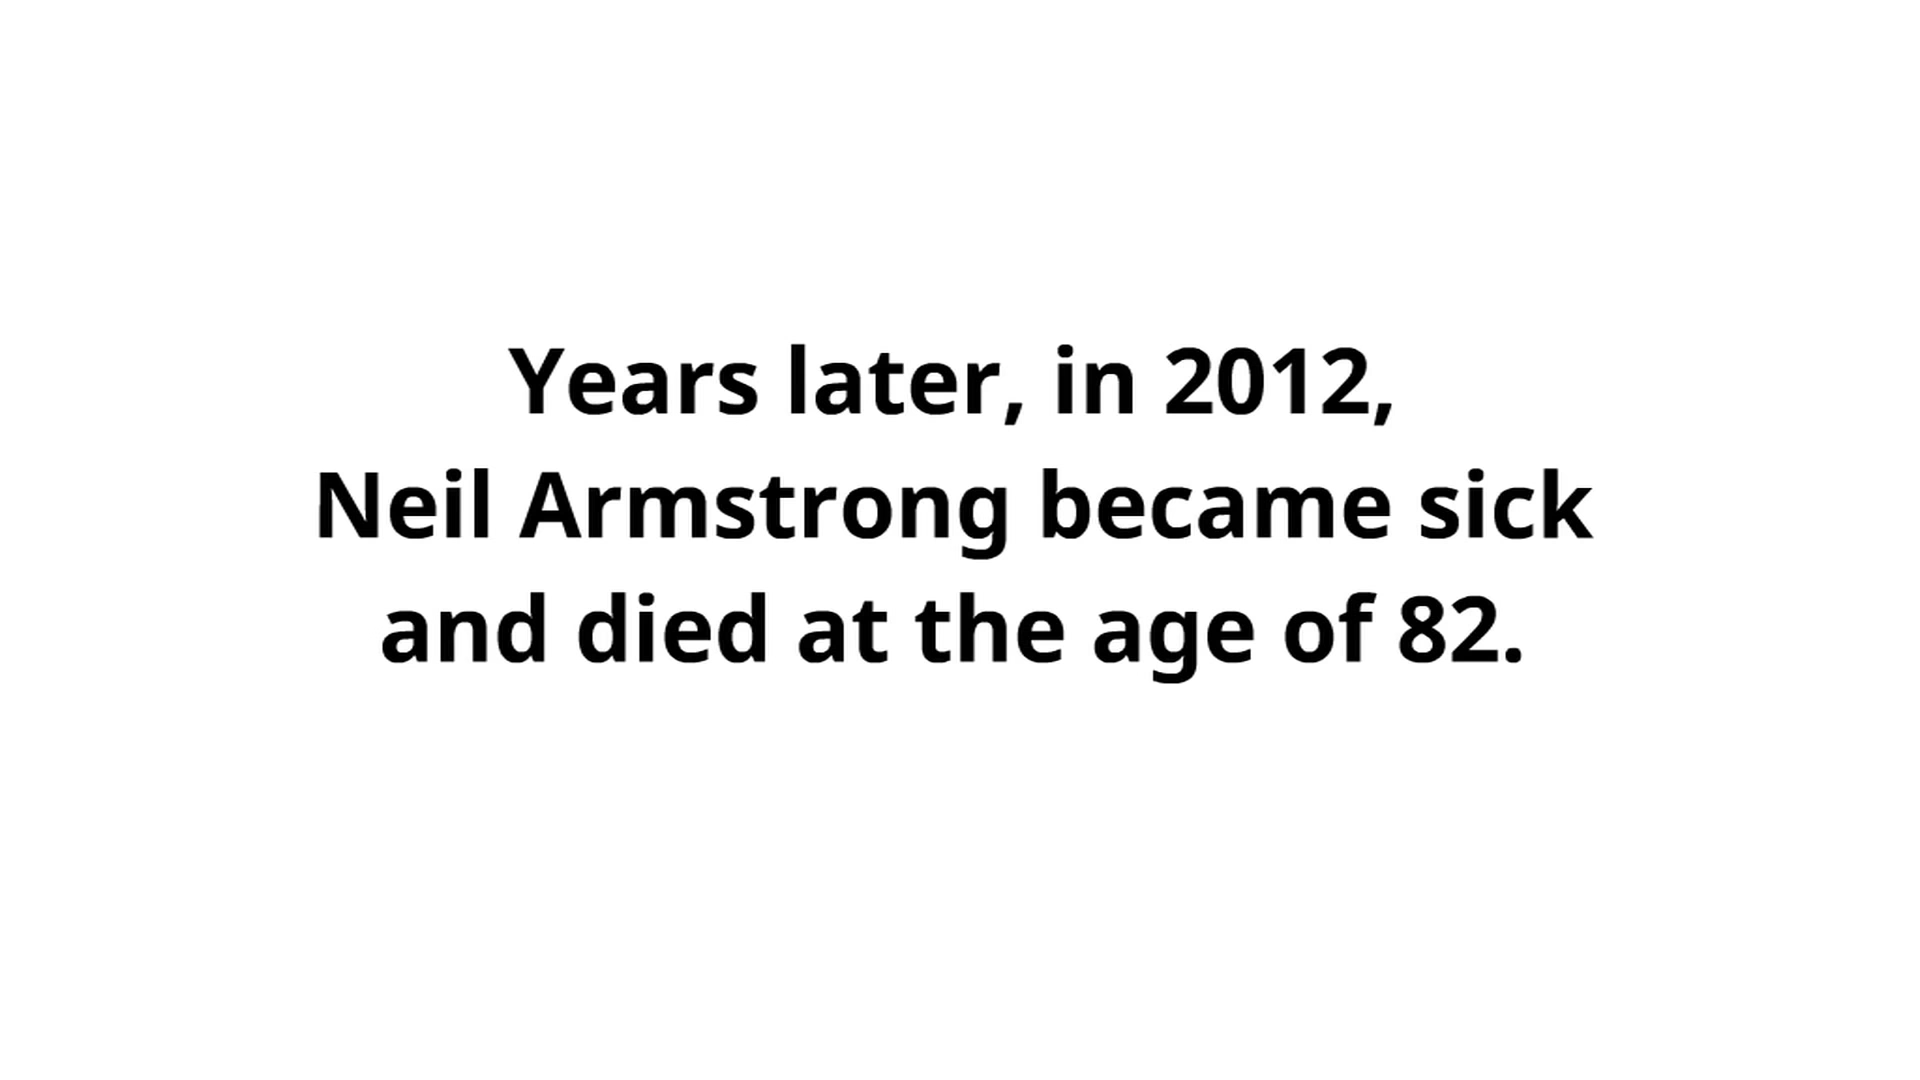 Years later, in 2012,
Neil Armstrong became sick
and died at the age of 82.